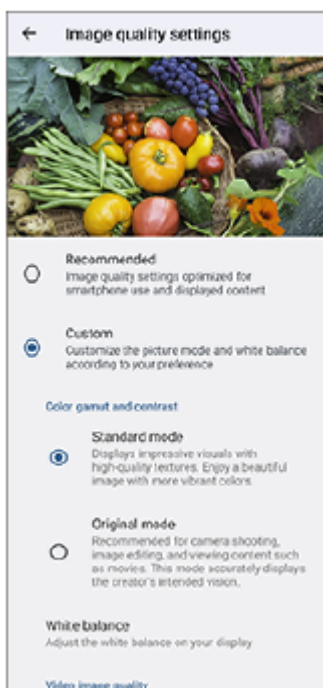 Image quality settings
Recommended
Image quality settings optimized for
smartphone use and displayed content
Custom
Customize the picture mode and white balance
according to your preference
Color gamut and contrast
Standard mode
Displays impressive visuals with
high-quality textures. Enjoy a beautiful
image with more vibrant colors.
Original mode
Recommended for camera shooting,
image editing, and viewing content such
as movies. This mode accurately displays
the creator's intended vision.
White balance
Adjust the white balance on your display
Video image quality